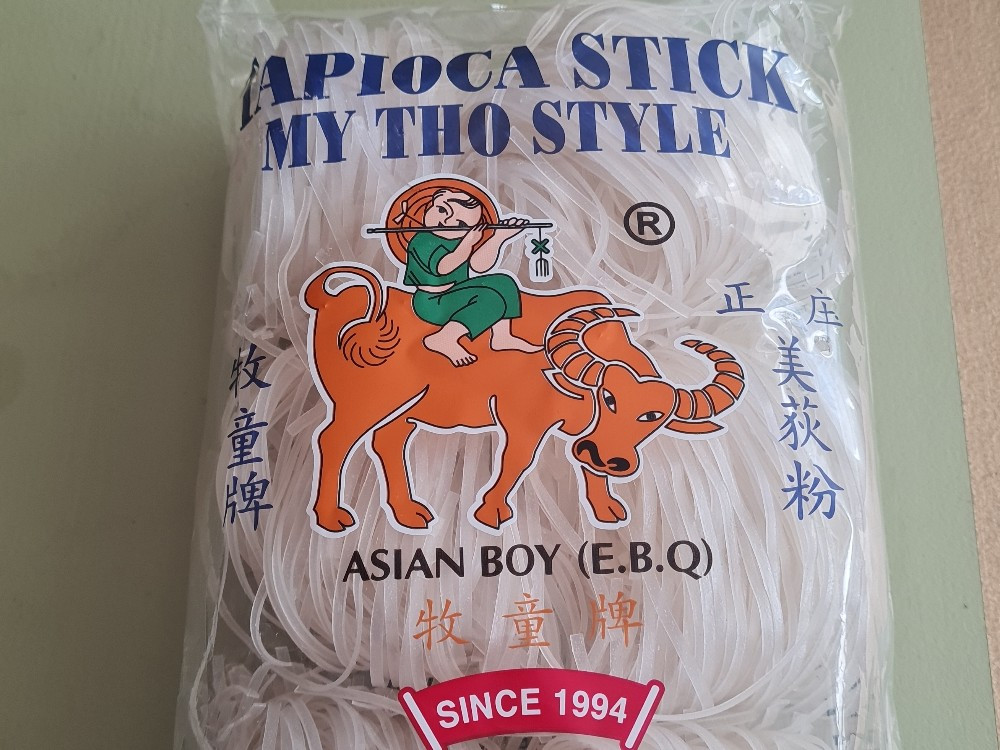 TAPIOCA STICK
MY THO STYLE
®
正庄
美荻粉
牧童牌
ASIAN BOY (E.B.Q)
牧童牌
SINCE 1994